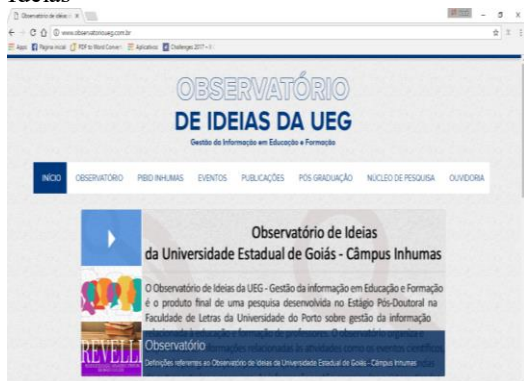 Ideias
Observatório de ideias
www.observatorioueg.com.br
Apps Página inicial PDF to Word Convert Aplicativos Challenges 2017
OBSERVATÓRIO
DE IDEIAS DA UEG
Gestão da Informação em Educação e Formação
INÍCIO OBSERVATÓRIO PIBID INHUMAS EVENTOS PUBLICAÇÕES PÓS GRADUAÇÃO NÚCLEO DE PESQUISA OUVIDORIA
Observatório de Ideias
da Universidade Estadual de Goiás - Câmpus Inhumas
O Observatório de Ideias da UEG - Gestão da informação em Educação e Formação
é o produto final de uma pesquisa desenvolvida no Estágio Pós-Doutoral na
Faculdade de Letras da Universidade do Porto sobre gestão da informação
REVELLI
Observatório
Definições referentes ao Observatório de Ideias da Universidade Estadual de Goiás - Câmpus Inhumas